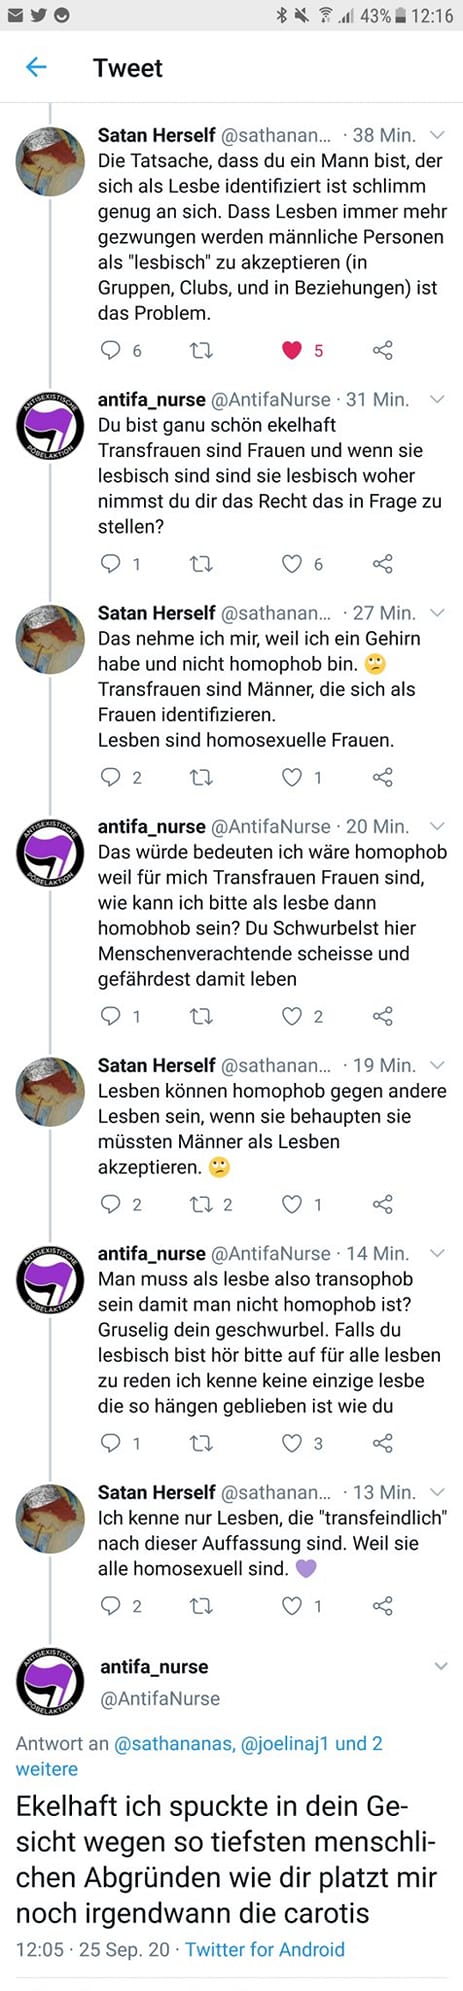 43% 12:16
Tweet
Satan Herself @sathanan... · 38 Min.
Die Tatsache, dass du ein Mann bist, der
sich als Lesbe identifiziert ist schlimm
genug an sich. Dass Lesben immer mehr
gezwungen werden männliche Personen
als "lesbisch" zu akzeptieren (in
Gruppen, Clubs, und in Beziehungen) ist
das Problem.
6 5
ANTISEXISTISCHE
PÖBELAKTION
antifa_nurse @AntifaNurse · 31 Min.
Du bist ganu schön ekelhaft
Transfrauen sind Frauen und wenn sie
lesbisch sind sind sie lesbisch woher
nimmst du dir das Recht das in Frage zu
stellen?
1 6
Satan Herself @sathanan... · 27 Min.
Das nehme ich mir, weil ich ein Gehirn
habe und nicht homophob bin. 🙄
Transfrauen sind Männer, die sich als
Frauen identifizieren.
Lesben sind homosexuelle Frauen.
2 1
ANTISEXISTISCHE
PÖBELAKTION
antifa_nurse @AntifaNurse · 20 Min.
Das würde bedeuten ich wäre homophob
weil für mich Transfrauen Frauen sind,
wie kann ich bitte als lesbe dann
homobhob sein? Du Schwurbelst hier
Menschenverachtende scheisse und
gefährdest damit leben
1 2
Satan Herself @sathanan... · 19 Min.
Lesben können homophob gegen andere
Lesben sein, wenn sie behaupten sie
müssten Männer als Lesben
akzeptieren. 🙄
2 2 1
ANTISEXISTISCHE
PÖBELAKTION
antifa_nurse @AntifaNurse · 14 Min.
Man muss als lesbe also transophob
sein damit man nicht homophob ist?
Gruselig dein geschwurbel. Falls du
lesbisch bist hör bitte auf für alle lesben
zu reden ich kenne keine einzige lesbe
die so hängen geblieben ist wie du
1 3
Satan Herself @sathanan... · 13 Min.
Ich kenne nur Lesben, die "transfeindlich"
nach dieser Auffassung sind. Weil sie
alle homosexuell sind. 💜
2 1
ANTISEXISTISCHE
PÖBELAKTION
antifa_nurse
@AntifaNurse
Antwort an @sathananas, @joelinaj1 und 2
weitere
Ekelhaft ich spuckte in dein Ge-
sicht wegen so tiefsten menschli-
chen Abgründen wie dir platzt mir
noch irgendwann die carotis
12:05 · 25 Sep. 20 · Twitter for Android